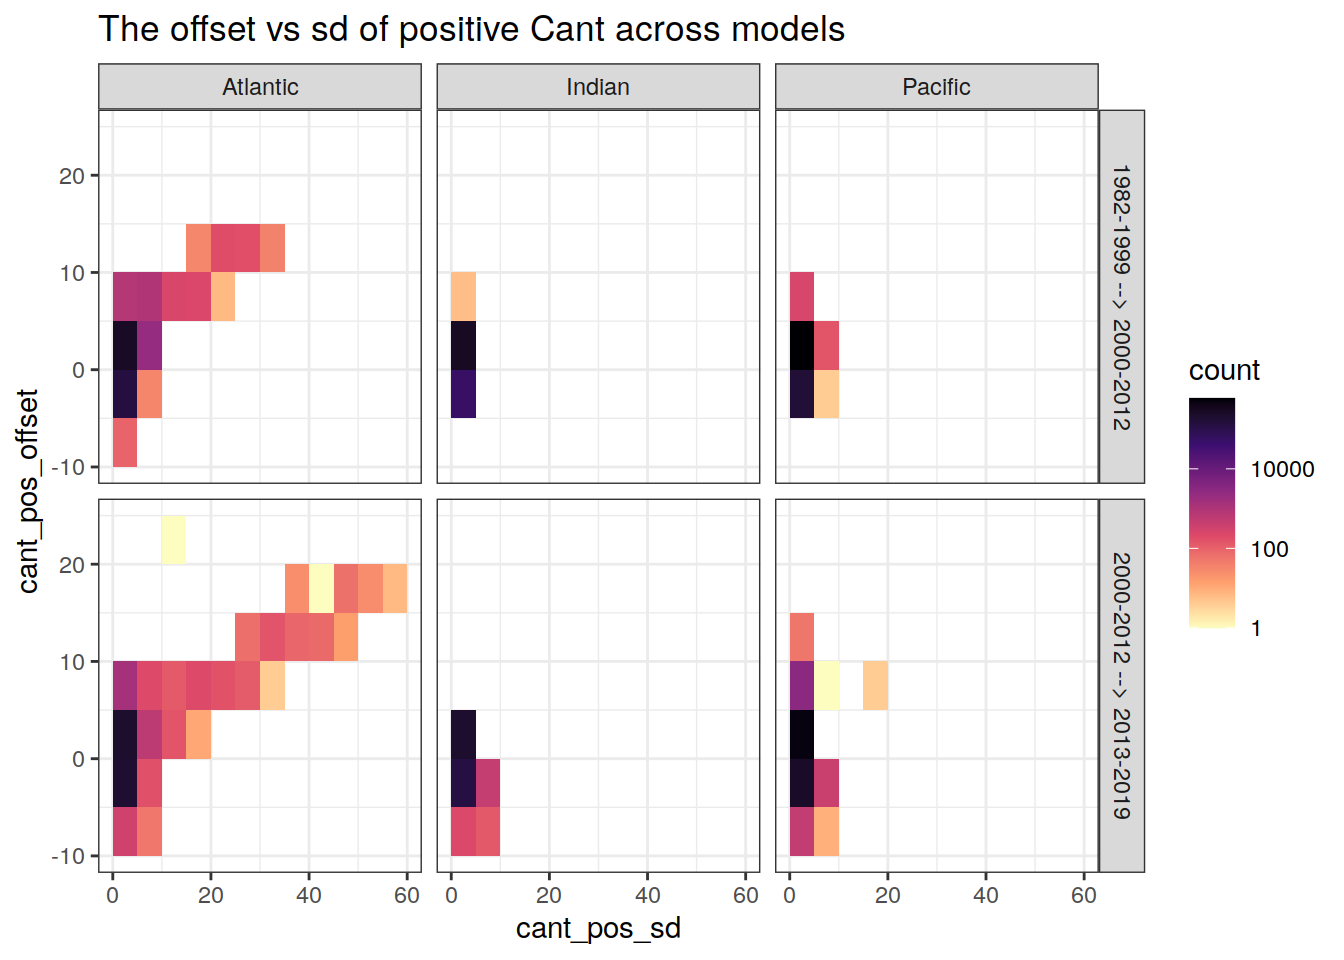 The offset vs sd of positive Cant across models
Atlantic
Indian
Pacific
20
10
0
-10
1982-1999 --> 2000-2012
20
10
0
-10
2000-2012 --> 2013-2019
cant_pos_offset
0 20 40 60
0 20 40 60
0 20 40 60
cant_pos_sd
count
10000
100
1